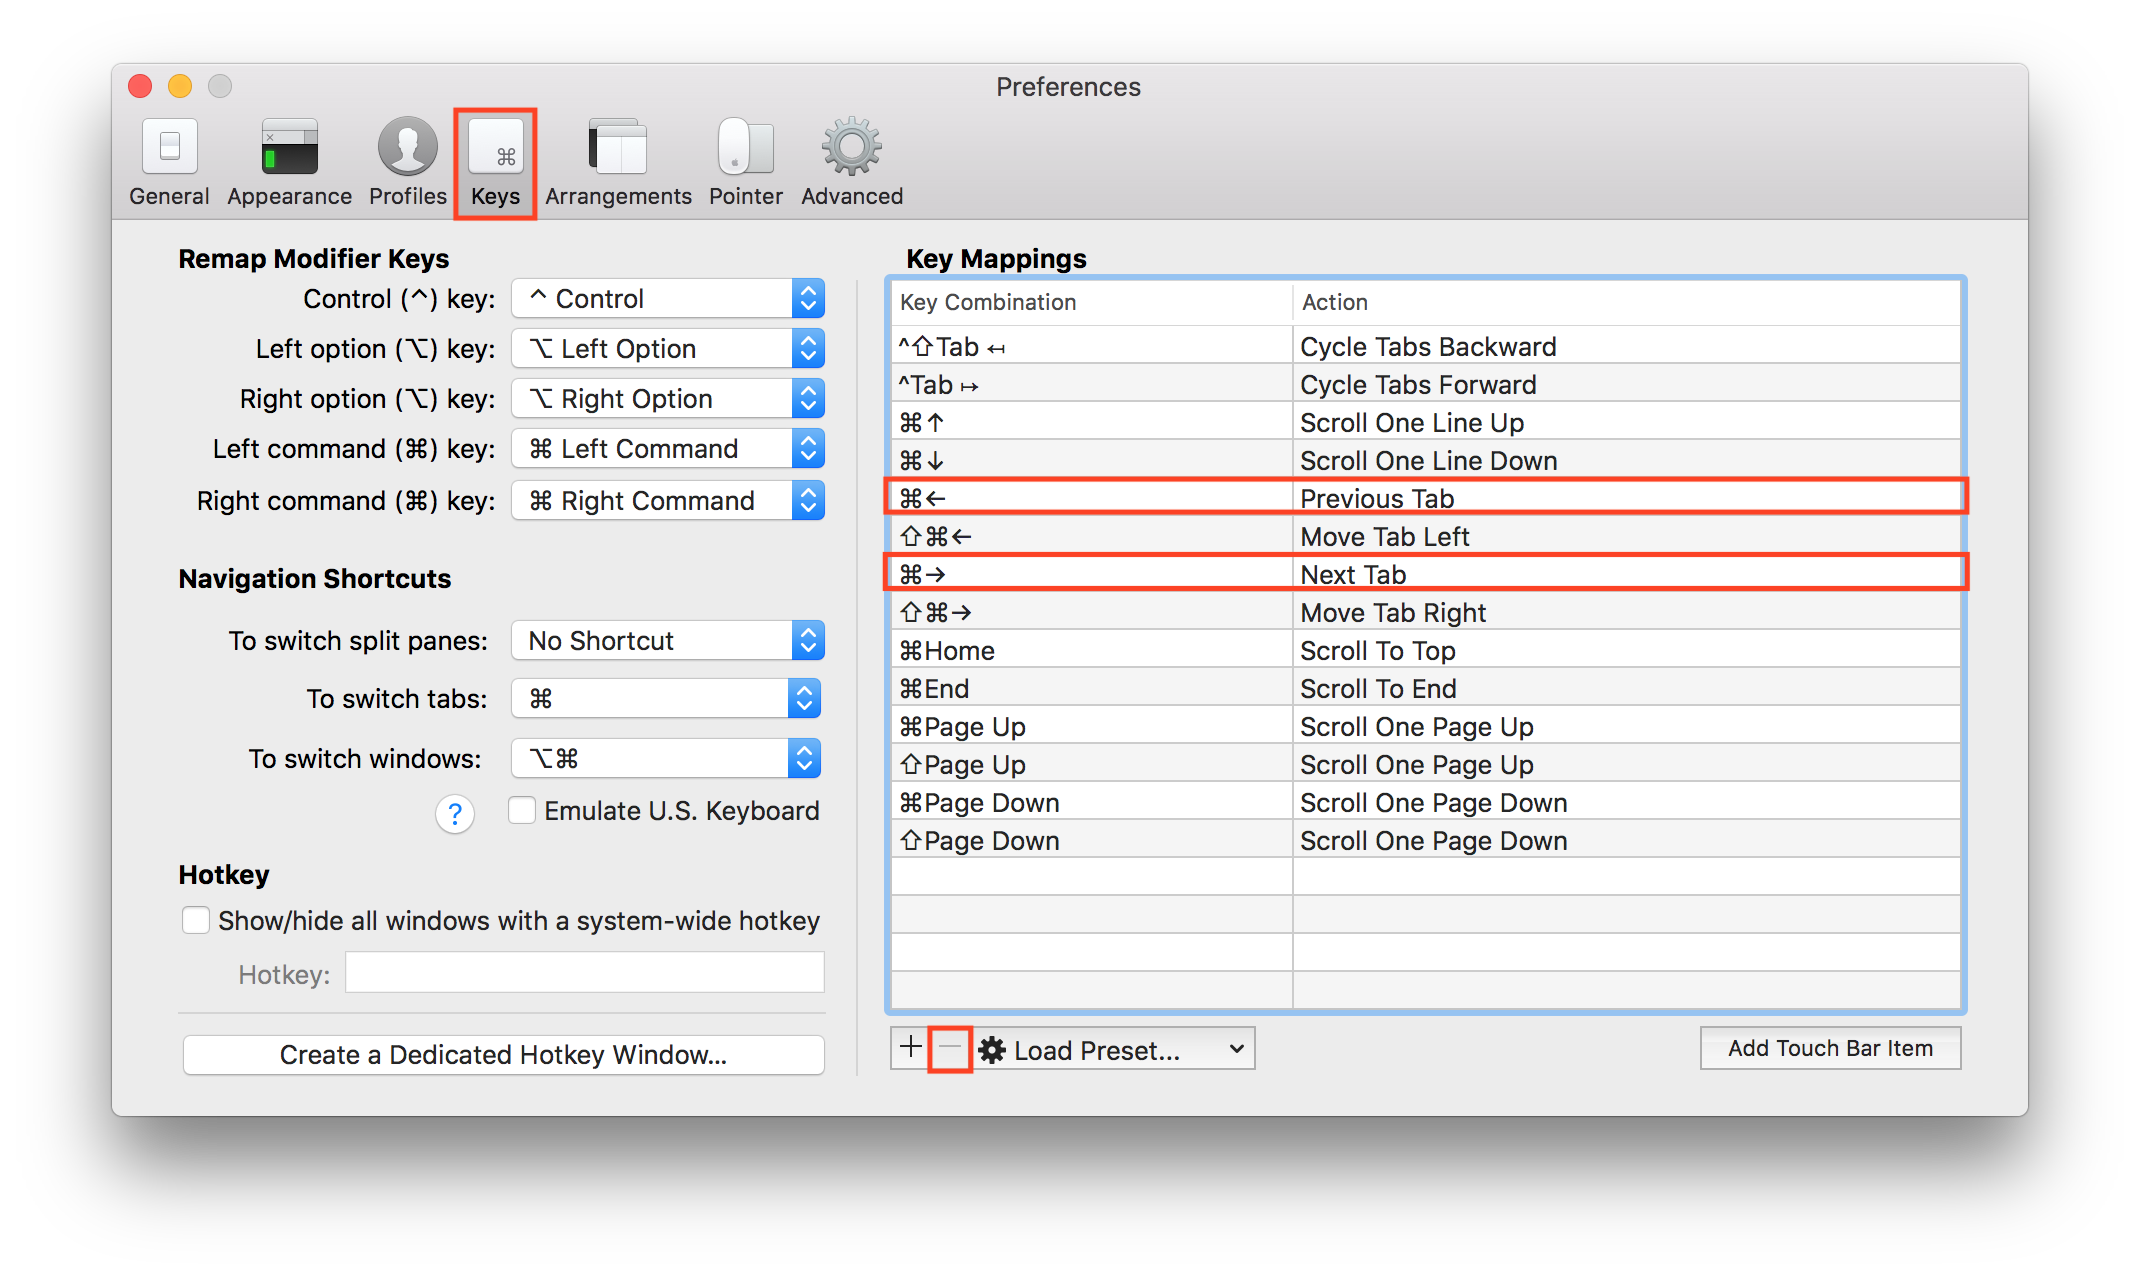 Preferences
General Appearance Profiles Keys Arrangements Pointer Advanced
Remap Modifier Keys
Control (^) key: ^ Control
Left option (⌥) key: ⌥ Left Option
Right option (⌥) key: ⌥ Right Option
Left command (⌘) key: ⌘ Left Command
Right command (⌘) key: ⌘ Right Command
Navigation Shortcuts
To switch split panes: No Shortcut
To switch tabs: ⌘
To switch windows: ⌥⌘
? Emulate U.S. Keyboard
Hotkey
Show/hide all windows with a system-wide hotkey
Hotkey:
Create a Dedicated Hotkey Window...
Key Mappings
Key Combination Action
^⇧Tab ↤ Cycle Tabs Backward
^Tab ↦ Cycle Tabs Forward
⌘↑ Scroll One Line Up
⌘↓ Scroll One Line Down
⌘← Previous Tab
⇧⌘← Move Tab Left
⌘→ Next Tab
⇧⌘→ Move Tab Right
⌘Home Scroll To Top
⌘End Scroll To End
⌘Page Up Scroll One Page Up
⇧Page Up Scroll One Page Up
⌘Page Down Scroll One Page Down
⇧Page Down Scroll One Page Down
+ − Load Preset... Add Touch Bar Item